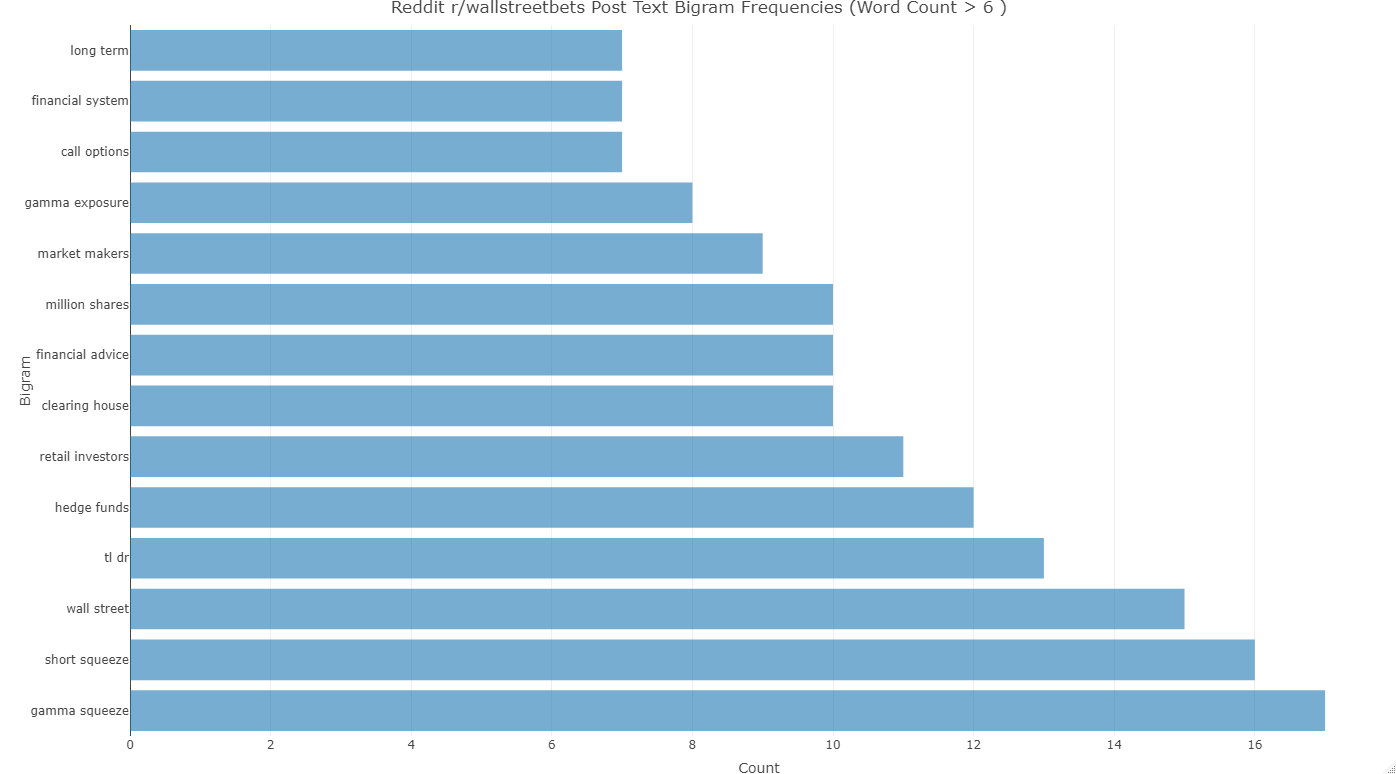 Reddit r/wallstreetbets Post Text Bigram Frequencies (Word Count > 6 )
long term
financial system
call options
gamma exposure
market makers
million shares
financial advice
clearing house
retail investors
hedge funds
tl dr
wall street
short squeeze
gamma squeeze
Bigram
0 2 4 6 8 10 12 14 16
Count